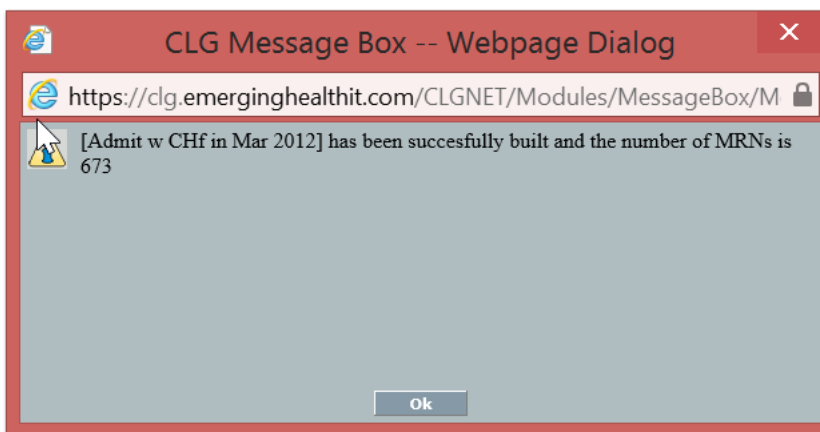 CLG Message Box -- Webpage Dialog
https://clg.emerginghealthit.com/CLGNET/Modules/MessageBox/M
[Admit w CHf in Mar 2012] has been succesfully built and the number of MRNs is
673
Ok